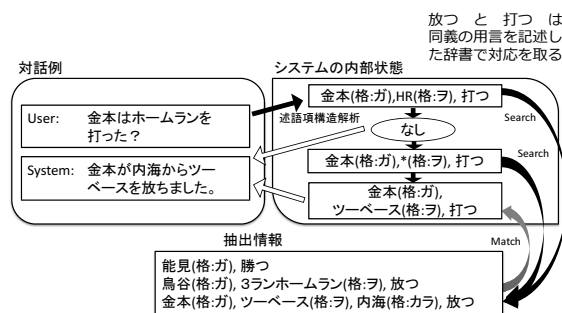 放つ と 打つ は
同義の用言を記述し
た辞書で対応を取る
対話例
システムの内部状態
User: 金本はホームランを
打った？
System: 金本が内海からツー
ベースを放ちました。
金本(格:ガ),HR(格:ヲ), 打つ
述語項構造解析
なし
Search
金本(格:ガ),*(格:ヲ), 打つ
Search
金本(格:ガ),
ツーベース(格:ヲ), 打つ
Match
抽出情報
能見(格:ガ), 勝つ
鳥谷(格:ガ), 3ランホームラン(格:ヲ), 放つ
金本(格:ガ), ツーベース(格:ヲ), 内海(格:カラ), 放つ